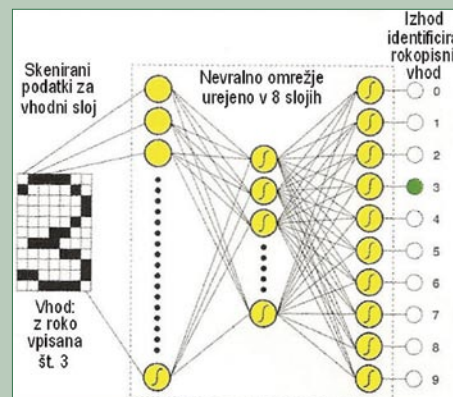 Skenirani
podatki za
vhodni sloj
Nevralno omrežje
urejeno v 8 slojih
Izhod
identificira
rokopisni
vhod
0
1
2
3
4
5
6
7
8
9
Vhod:
z roko
vpisana
št. 3